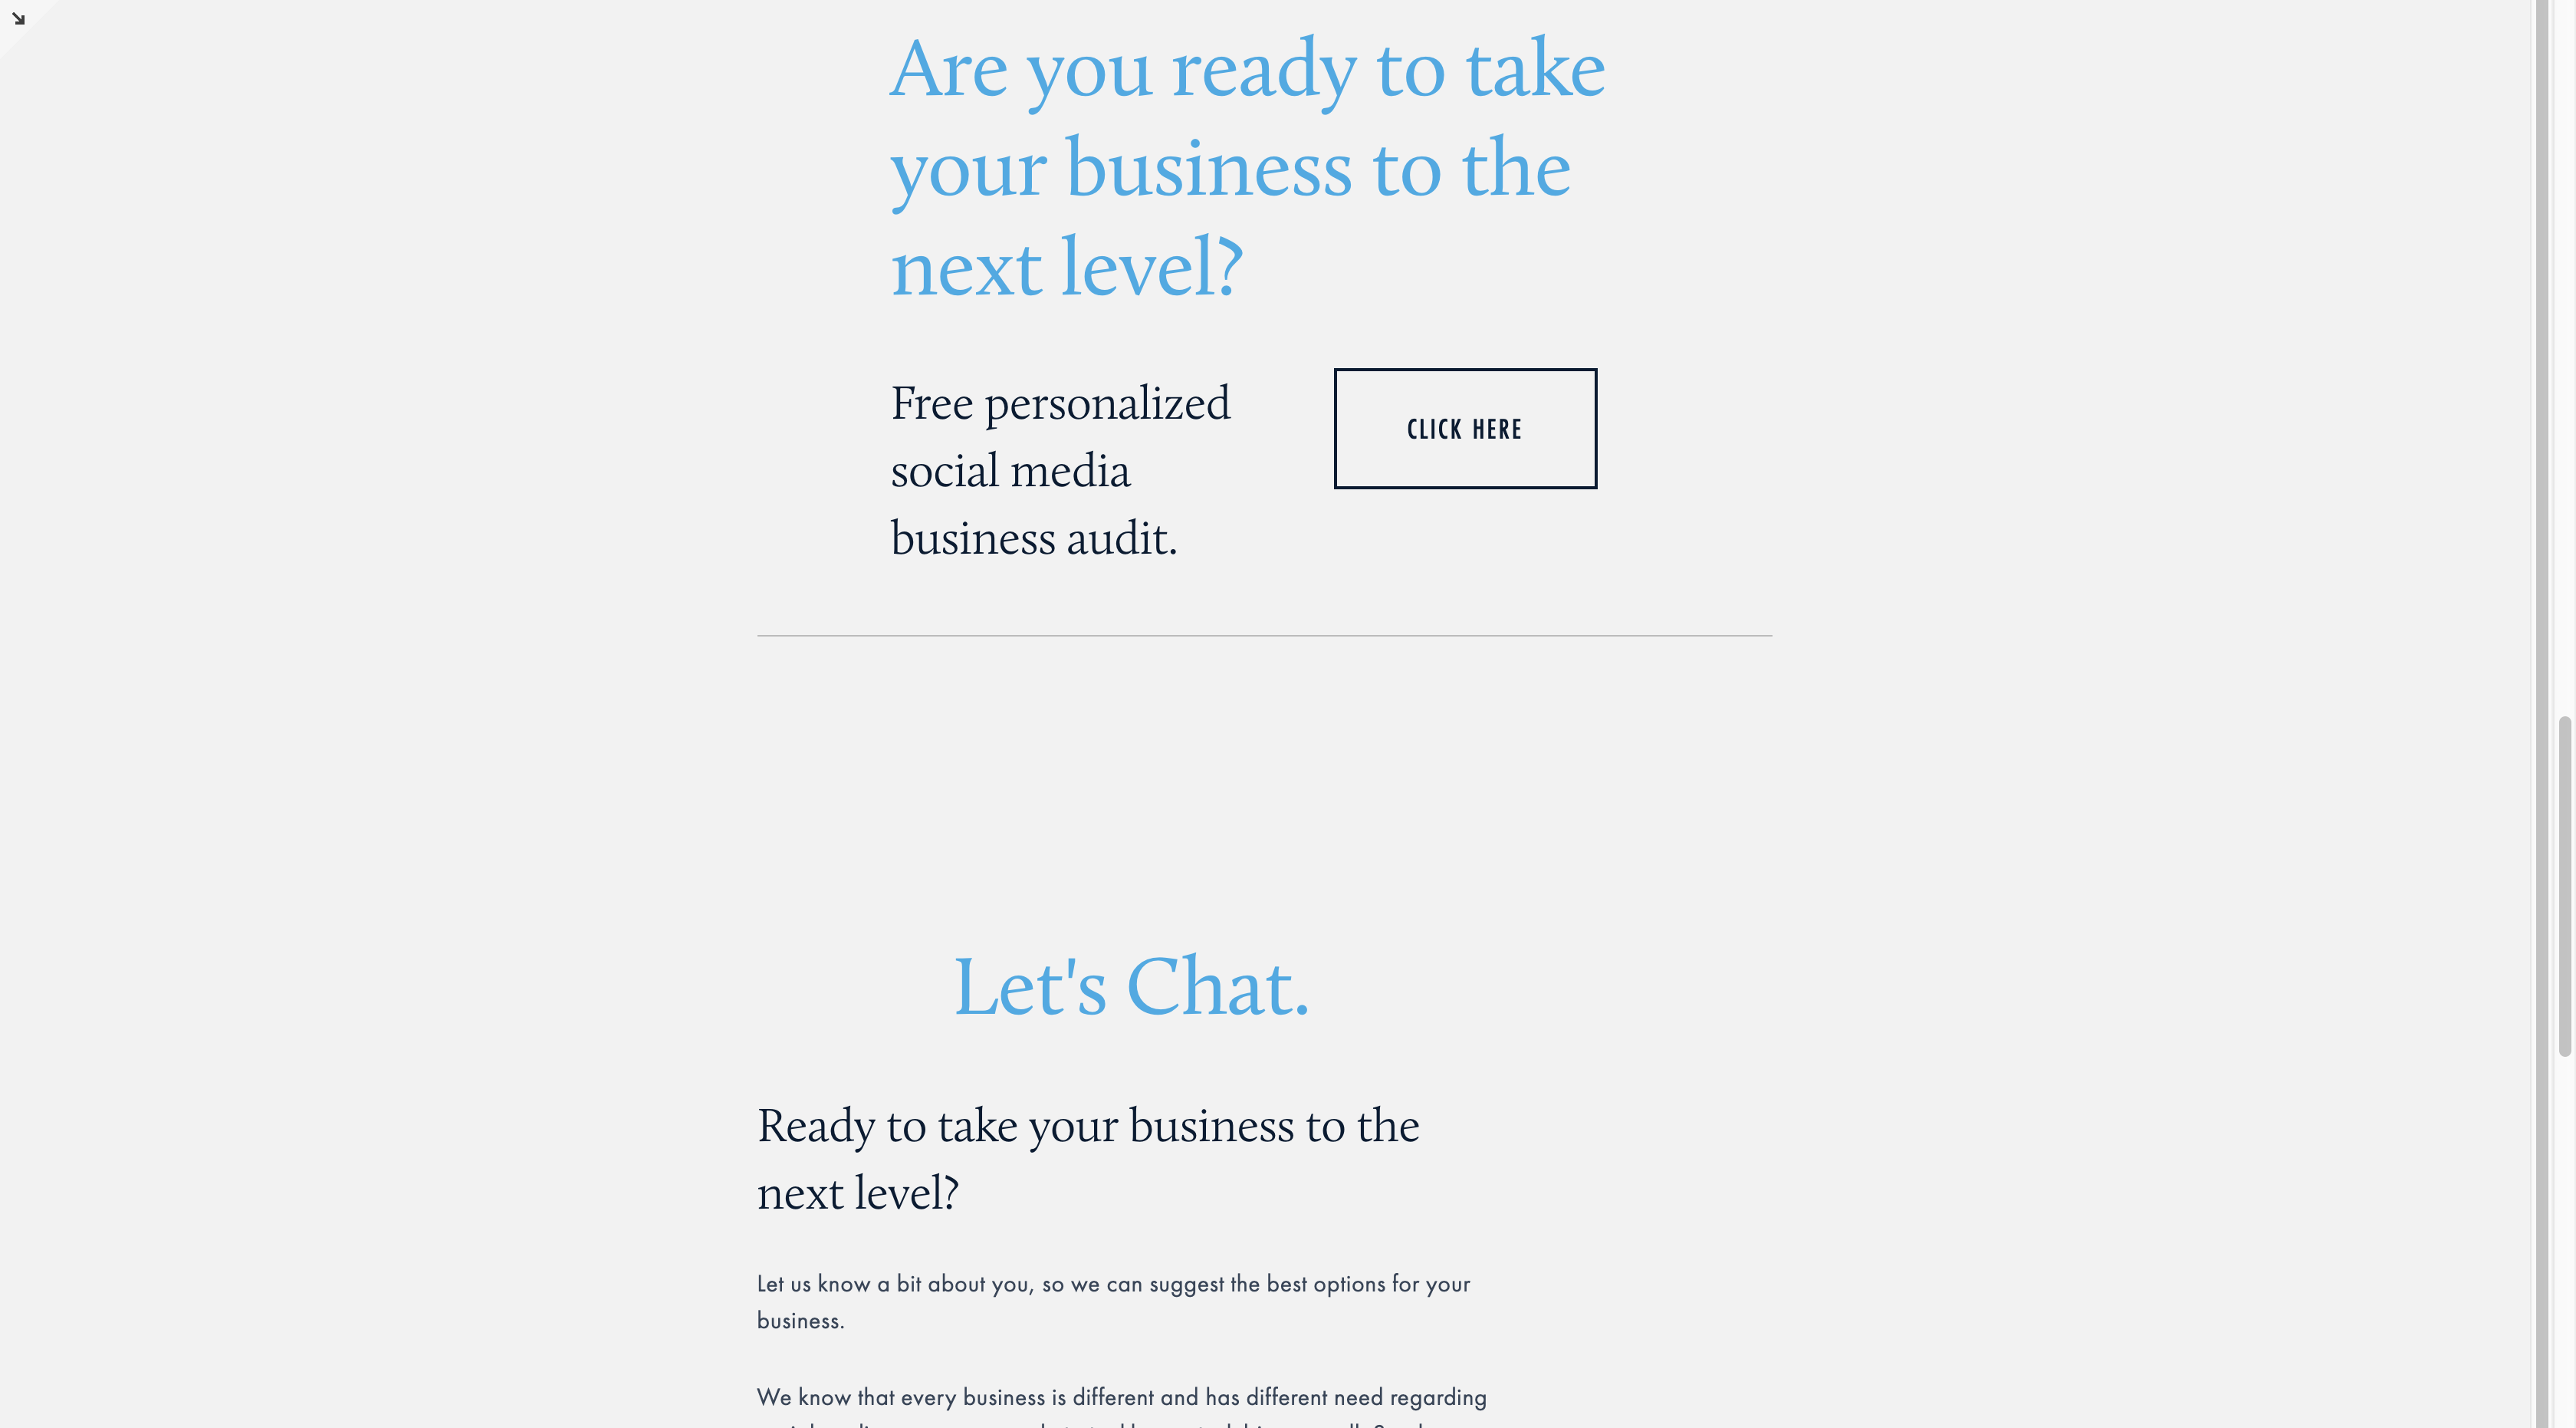 Are you ready to take
your business to the
next level?
Free personalized
social media
business audit.
CLICK HERE
Let's Chat.
Ready to take your business to the
next level?
Let us know a bit about you, so we can suggest the best options for your
business.
We know that every business is different and has different need regarding